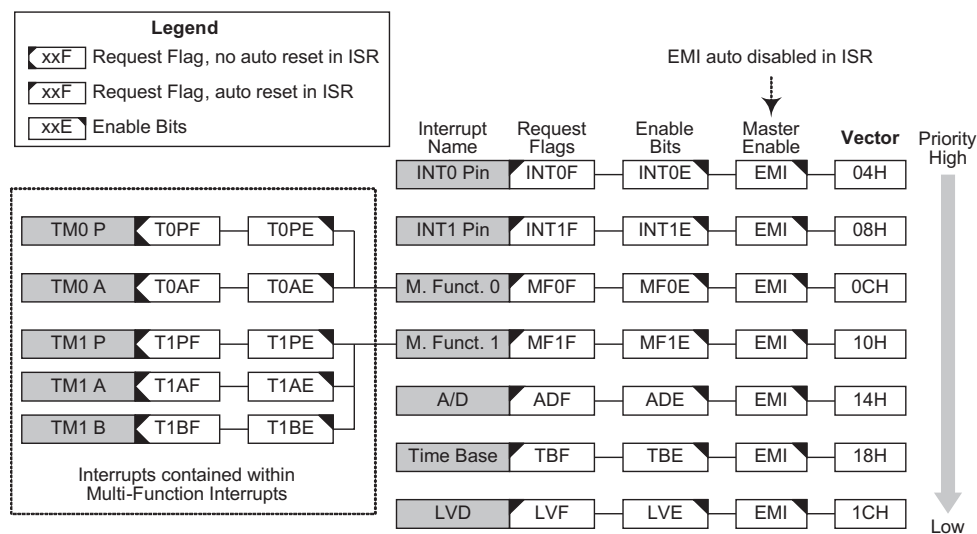 Legend
xxF Request Flag, no auto reset in ISR
xxF Request Flag, auto reset in ISR
xxE Enable Bits
EMI auto disabled in ISR
Interrupt Name Request Flags Enable Bits Master Enable Vector Priority High
INT0 Pin INT0F INT0E EMI 04H
TM0 P T0PF T0PE INT1 Pin INT1F INT1E EMI 08H
TM0 A T0AF T0AE M. Funct. 0 MF0F MF0E EMI 0CH
TM1 P T1PF T1PE M. Funct. 1 MF1F MF1E EMI 10H
TM1 A T1AF T1AE A/D ADF ADE EMI 14H
TM1 B T1BF T1BE
Interrupts contained within
Multi-Function Interrupts
Time Base TBF TBE EMI 18H
LVD LVF LVE EMI 1CH
Low